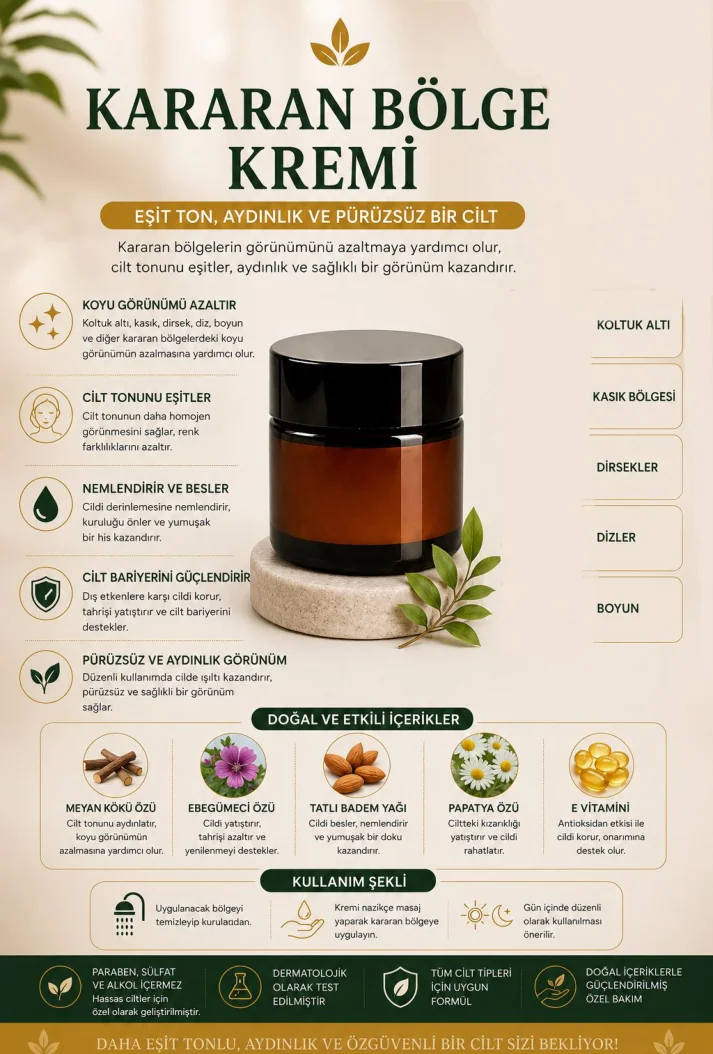 KARARAN BÖLGE
KREMİ
EŞİT TON, AYDINLIK VE PÜRÜZSÜZ BİR CİLT
Kararan bölgelerin görünümünü azaltmaya yardımcı olur,
cilt tonunu eşitler, aydınlık ve sağlıklı bir görünüm kazandırır.
KOYU GÖRÜNÜMÜ AZALTIR
Koltuk altı, kasık, dirsek, diz, boyun
ve diğer kararan bölgelerdeki koyu
görünümün azalmasına yardımcı olur.
CİLT TONUNU EŞİTLER
Cilt tonunun daha homojen
görünmesini sağlar, renk
farklılıklarını azaltır.
NEMLENDİRİR VE BESLER
Cildi derinlemesine nemlendirir,
kuruluğu önler ve yumuşak
bir his kazandırır.
CİLT BARİYERİNİ GÜÇLENDİRİR
Dış etkenlere karşı cildi korur,
tahrişi yatıştırır ve cilt bariyerini
destekler.
PÜRÜZSÜZ VE AYDINLIK GÖRÜNÜM
Düzenli kullanımda cilde ışıltı kazandırır,
pürüzsüz ve sağlıklı bir görünüm
sağlar.
KOLTUK ALTI
KASIK BÖLGESİ
DİRSEKLER
DİZLER
BOYUN
DOĞAL VE ETKİLİ İÇERİKLER
MEYAN KÖKÜ ÖZÜ
Cilt tonunu aydınlatır,
koyu görünümün
azalmasına yardımcı olur.
EBEGÜMECİ ÖZÜ
Cildi yatıştırır,
tahrişi azaltır ve
yenilenmeyi destekler.
TATLI BADEM YAĞI
Cildi besler, nemlendirir
ve yumuşak bir doku
kazandırır.
PAPATYA ÖZÜ
Ciltteki kızarıklığı
yatıştırır ve cildi
rahatlatır.
E VİTAMİNİ
Antioksidan etkisi ile
cildi korur, onarımına
destek olur.
KULLANIM ŞEKLİ
Uygulanacak bölgeyi
temizleyip kurulayıdan.
Kremi nazikçe masaj
yaparak kararan bölgeye
uygulayın.
Gün içinde düzenli
olarak kullanılması
önerilir.
PARABEN, SÜLFAT
VE ALKOL İÇERMEZ
Hassas ciltler için
özel olarak geliştirilmiştir.
DERMATOLOJİK
OLARAK TEST
EDİLMİŞTİR
TÜM CİLT TİPLERİ
İÇİN UYGUN
FORMÜL
DOĞAL İÇERİKLERLE
GÜÇLENDİRİLMİŞ
ÖZEL BAKIM
DAHA EŞİT TONLU, AYDINLIK VE ÖZGÜVENLİ BİR CİLT SİZİ BEKLİYOR!